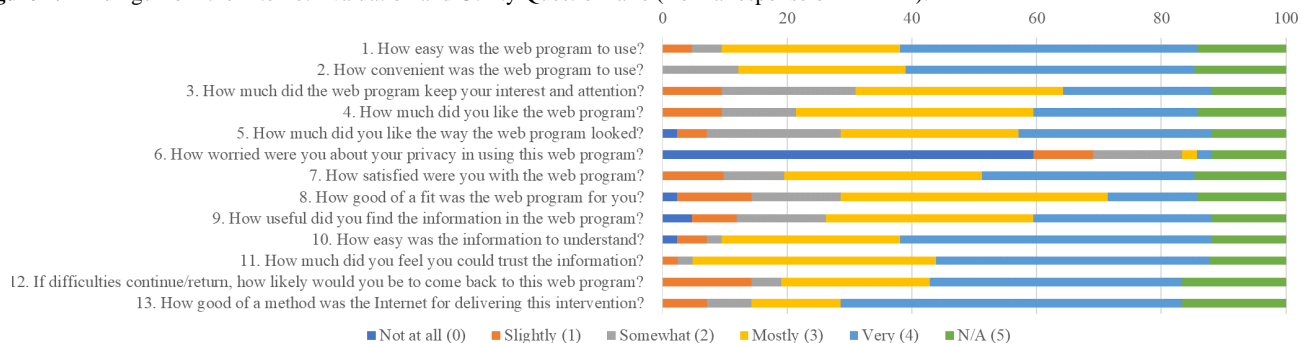 0 20 40 60 80 100
1. How easy was the web program to use?
2. How convenient was the web program to use?
3. How much did the web program keep your interest and attention?
4. How much did you like the web program?
5. How much did you like the way the web program looked?
6. How worried were you about your privacy in using this web program?
7. How satisfied were you with the web program?
8. How good of a fit was the web program for you?
9. How useful did you find the information in the web program?
10. How easy was the information to understand?
11. How much did you feel you could trust the information?
12. If difficulties continue/return, how likely would you be to come back to this web program?
13. How good of a method was the Internet for delivering this intervention?
Not at all (0) Slightly (1) Somewhat (2) Mostly (3) Very (4) N/A (5)